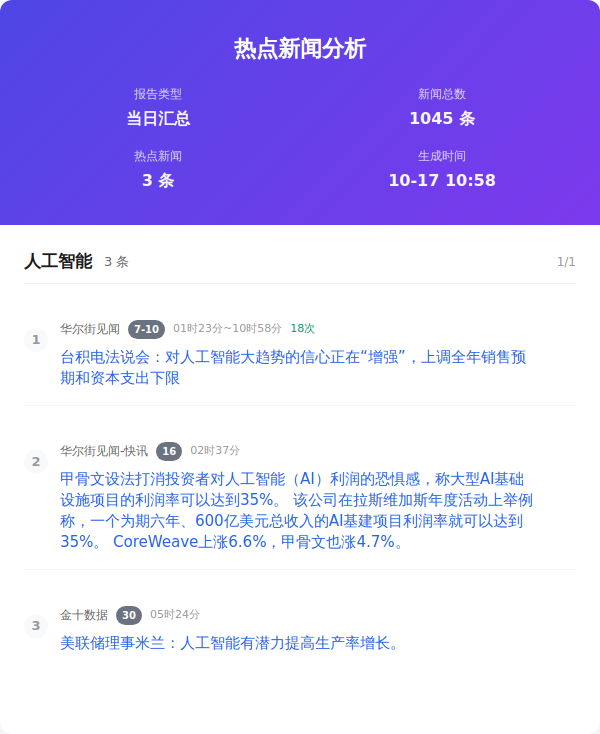 热点新闻分析
报告类型
新闻总数
当日汇总
1045 条
热点新闻
生成时间
3 条
10-17 10:58
人工智能 3 条 1/1
1
华尔街见闻 7-10 01时23分~10时58分 18次
台积电法说会：对人工智能大趋势的信心正在“增强”，上调全年销售预
期和资本支出下限
2
华尔街见闻-快讯 16 02时37分
甲骨文设法打消投资者对人工智能（AI）利润的恐惧感，称大型AI基础
设施项目的利润率可以达到35%。 该公司在拉斯维加斯年度活动上举例
称，一个为期六年、600亿美元总收入的AI基建项目利润率就可以达到
35%。 CoreWeave上涨6.6%，甲骨文也涨4.7%。
3
金十数据 30 05时24分
美联储理事米兰：人工智能有潜力提高生产率增长。